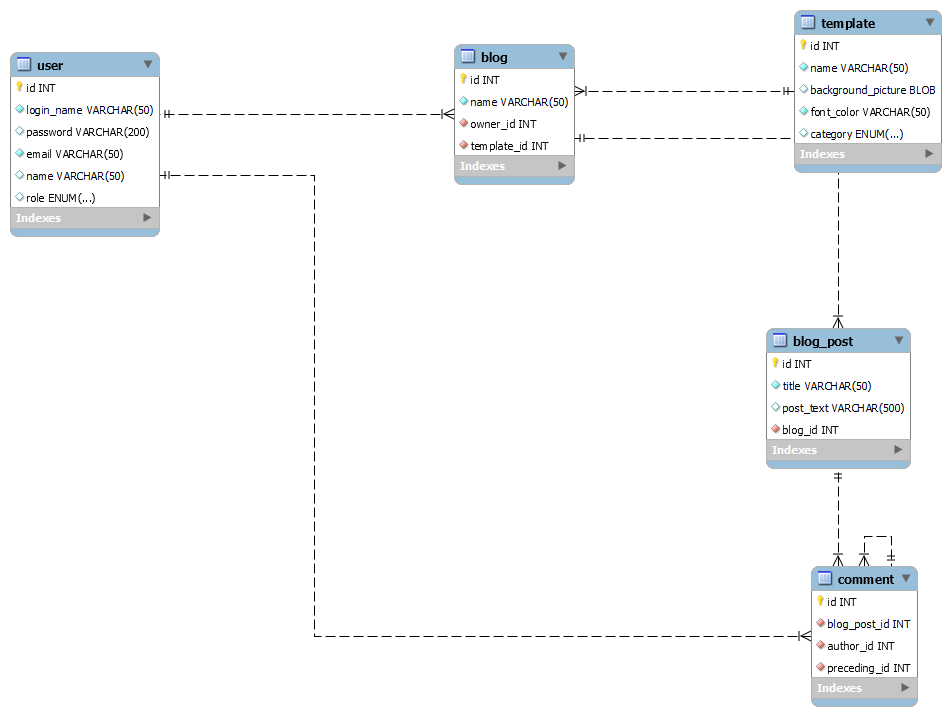 user
id INT
login_name VARCHAR(50)
password VARCHAR(200)
email VARCHAR(50)
name VARCHAR(50)
role ENUM(...)
Indexes
blog
id INT
name VARCHAR(50)
owner_id INT
template_id INT
Indexes
template
id INT
name VARCHAR(50)
background_picture BLOB
font_color VARCHAR(50)
category ENUM(...)
Indexes
blog_post
id INT
title VARCHAR(50)
post_text VARCHAR(500)
blog_id INT
Indexes
comment
id INT
blog_post_id INT
author_id INT
preceding_id INT
Indexes